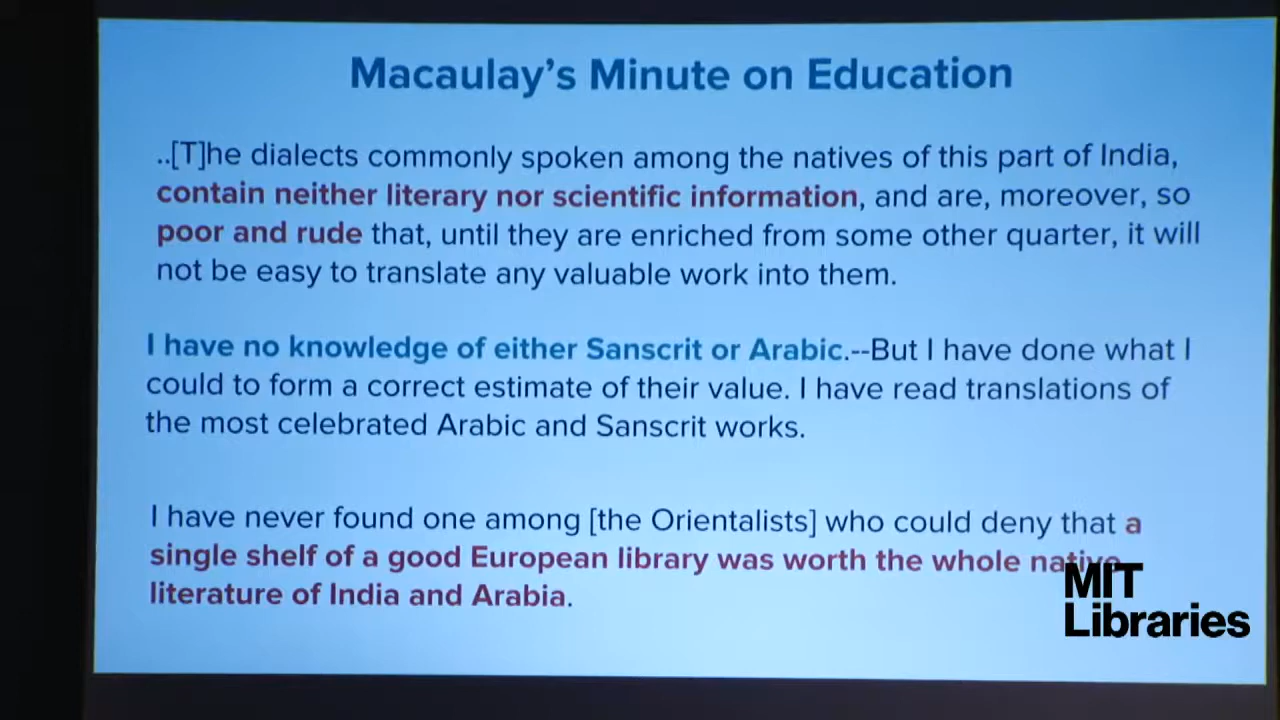 Macaulay's Minute on Education
..[T]he dialects commonly spoken among the natives of this part of India,
contain neither literary nor scientific information, and are, moreover, so
poor and rude that, until they are enriched from some other quarter, it will
not be easy to translate any valuable work into them.
I have no knowledge of either Sanscrit or Arabic.--But I have done what I
could to form a correct estimate of their value. I have read translations of
the most celebrated Arabic and Sanscrit works.
I have never found one among [the Orientalists] who could deny that a
single shelf of a good European library was worth the whole native
literature of India and Arabia.
MIT
Libraries